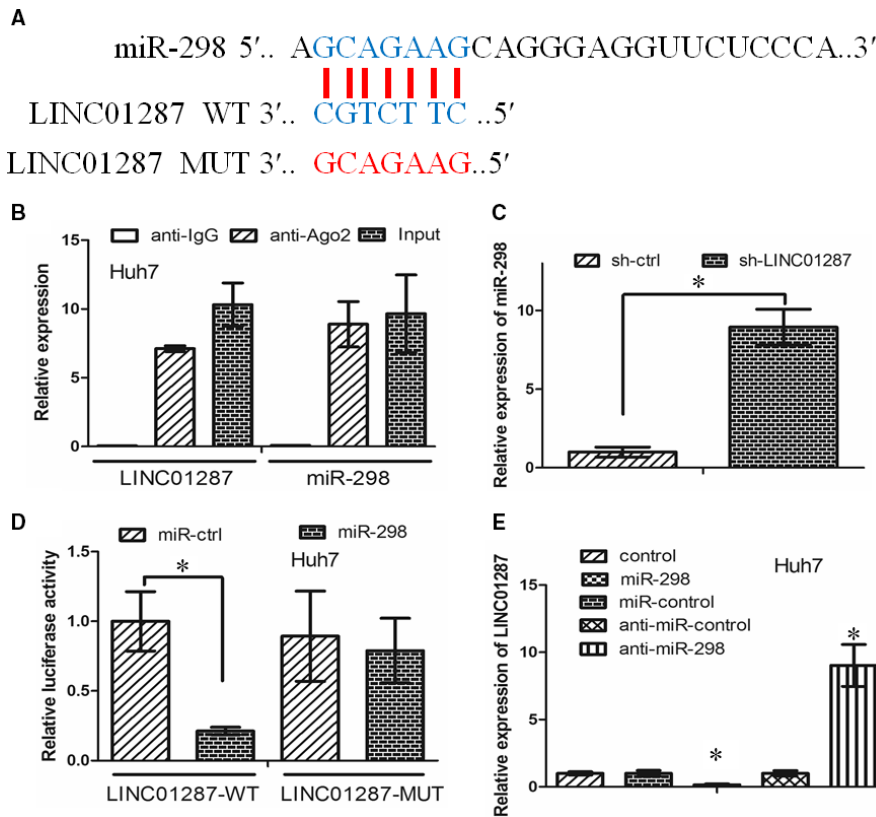 A
miR-298 5′.. AGCAGAAGCAGGGAGGUUCUCCCA..3′
LINC01287 WT 3′.. CGTCT TC ..5′
LINC01287 MUT 3′.. GCAGAAG..5′
B
anti-IgG anti-Ago2 Input
Huh7
Relative expression
15
10
5
0
LINC01287 miR-298
C
sh-ctrl sh-LINC01287
*
Relative expression of miR-298
10
5
0
D
miR-ctrl miR-298
Huh7
*
Relative luciferase activity
1.5
1.0
0.5
0.0
LINC01287-WT LINC01287-MUT
E
control
miR-298
miR-control
anti-miR-control
anti-miR-298
Huh7
Relative expression of LINC01287
15
10
5
0
*
*